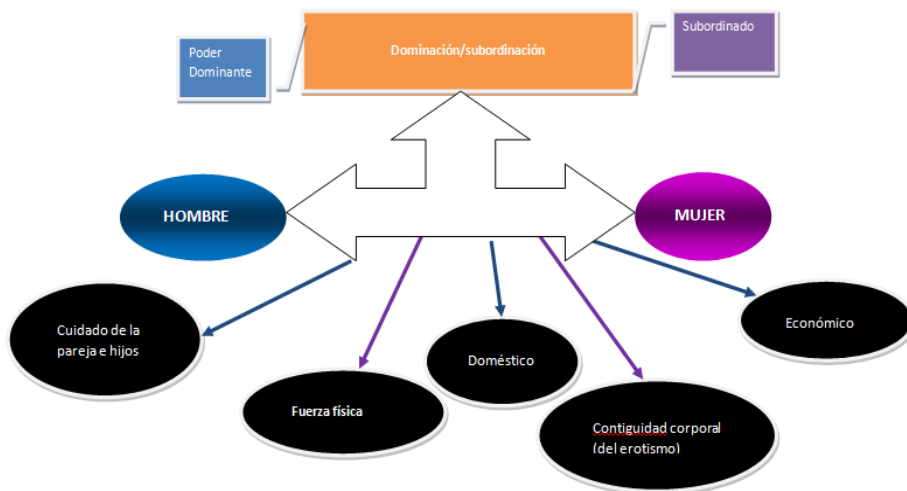 Poder
Dominante
Dominación/subordinación
Subordinado
HOMBRE
MUJER
Cuidado de la
pareja e hijos
Fuerza física
Doméstico
Contiguidad corporal
(del erotismo)
Económico